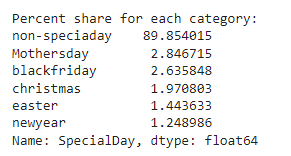 Percent share for each category:
non-speciaday    89.854015
Mothersday        2.846715
blackfriday       2.635848
christmas         1.970803
easter            1.443633
newyear           1.248986
Name: SpecialDay, dtype: float64